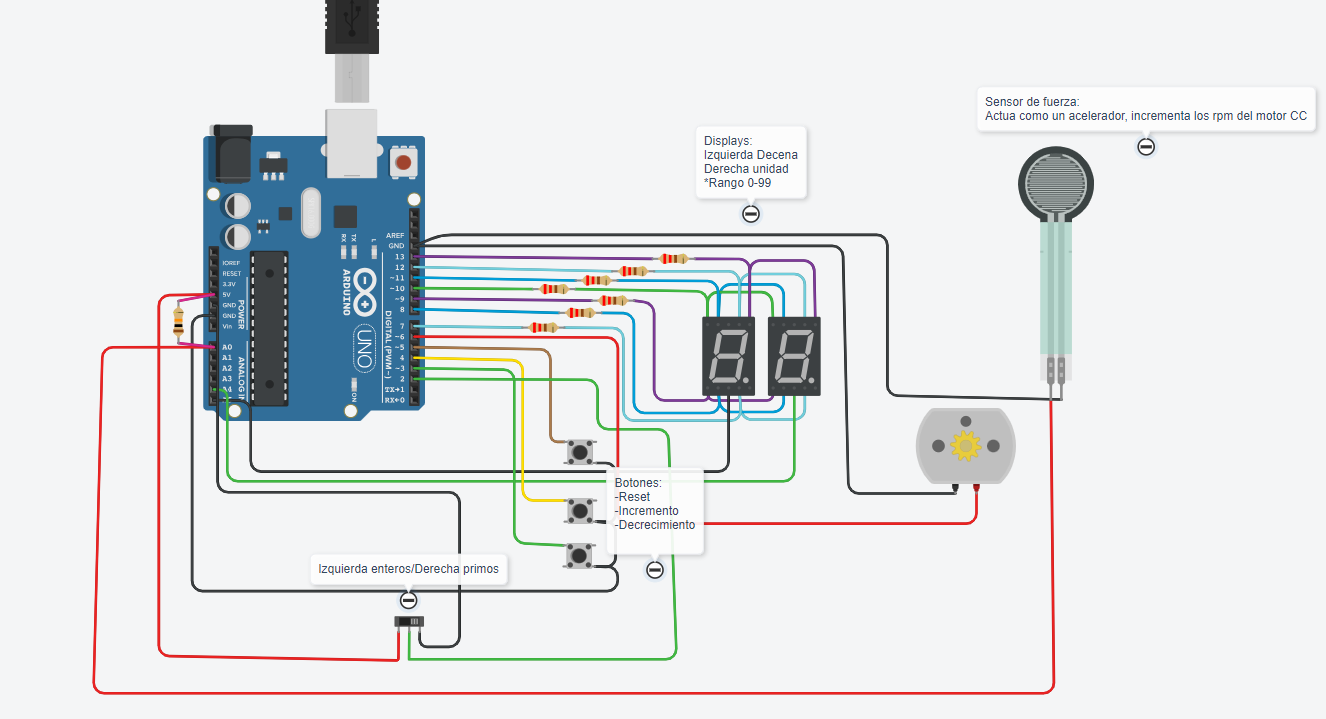 Sensor de fuerza:
Actua como un acelerador, incrementa los rpm del motor CC
Displays:
Izquierda Decena
Derecha unidad
*Rango 0-99
AREF
GND
13
12
~11
~10
~9
8
7
~6
~5
4
~3
2
TX→1
RX←0
DIGITAL (PWM~)
RX
TX
L
ARDUINO
UNO
ON
IOREF
RESET
3.3V
5V
GND
GND
Vin
POWER
A0
A1
A2
A3
A4
ANALOG IN
Botones:
-Reset
-Incremento
-Decrecimiento
Izquierda enteros/Derecha primos